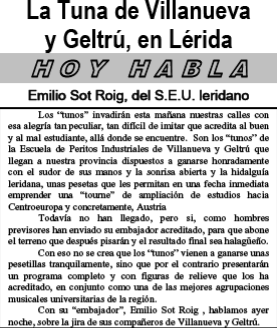 La Tuna de Villanueva
y Geltrú, en Lérida
HOY HABLA
Emilio Sot Roig, del S.E.U. leridano
Los "tunos" invadirán esta mañana nuestras calles con
esa alegría tan peculiar, tan difícil de imitar que acredita al buen
y al mal estudiante, allá donde se encuentre. Son los "tunos" de
la Escuela de Peritos Industriales de Villanueva y Geltrú que
llegan a nuestra provincia dispuestos a ganarse honradamente
con el sudor de sus manos y la sonrisa abierta y la hidalguía
leridana, unas pesetas que les permitan en una fecha inmediata
emprender una "tourne" de ampliación de estudios hacia
Centroeuropa y concretamente, Austria
Todavía no han llegado, pero si, como hombres
previsores han enviado su embajador acreditado, para que abone
el terreno que después pisarán y el resultado final sea halagüeño.
Con eso no se crea que los "tunos" vienen a ganarse unas
pesetillas tranquilamente, sino que por el contrario presentarán
un programa completo y con figuras de relieve que los ha
acreditado, en conjunto como una de las mejores agrupaciones
musicales universitarias de la región.
Con su "embajador", Emilio Sot Roig , hablamos ayer
noche, sobre la jira de sus compañeros de Villanueva y Geltrú.